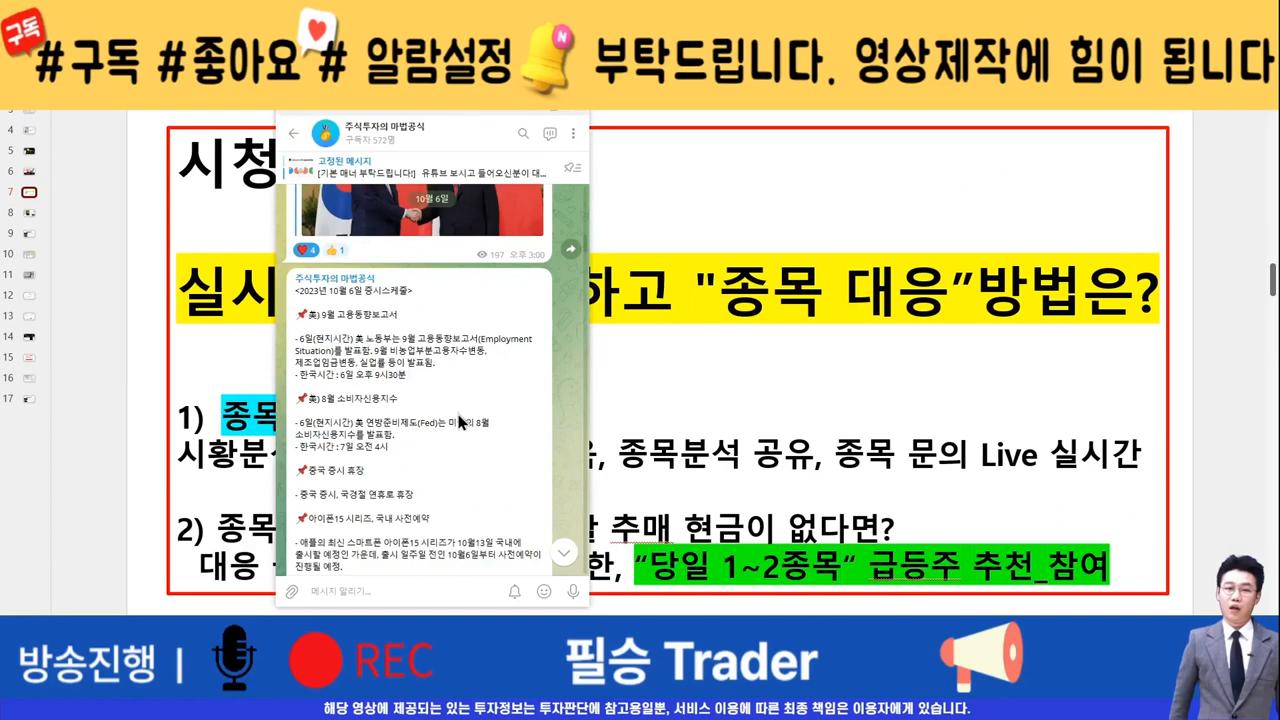 구독
#구독 #좋아요 # 알람설정 N 부탁드립니다. 영상제작에 힘이 됩니다
4
5
6
7
8
9
10
11
12
13
14
15
16
17
시청
실시
하고 "종목 대응"방법은?
1) 종목
시황분석
종목분석 공유, 종목 문의 Live 실시간
2) 종목
추매 현금이 없다면?
대응
한, "당일 1~2종목" 급등주 추천_참여
주식투자의 마법공식
구독자 572명
고정된 메시지
[기본 매너 부탁드립니다!] 유튜브 보시고 들어오신분이 대...
10월 6일
4 1
197 오후 3:00
주식투자의 마법공식
<2023년 10월 6일 증시스케줄>
美) 9월 고용동향보고서
- 6일(현지시간) 美 노동부는 9월 고용동향보고서(Employment
Situation)를 발표함. 9월 비농업부분고용자수변동,
제조업임금변동, 실업률 등이 발표됨.
- 한국시간 : 6일 오후 9시30분
美) 8월 소비자신용지수
- 6일(현지시간) 美 연방준비제도(Fed)는 미국의 8월
소비자신용지수를 발표함.
- 한국시간 : 7일 오전 4시
중국 증시 휴장
- 중국 증시, 국경절 연휴로 휴장
아이폰15 시리즈, 국내 사전예약
- 애플의 최신 스마트폰 아이폰15 시리즈가 10월13일 국내에
출시할 예정인 가운데, 출시 일주일 전인 10월6일부터 사전예약이
진행될 예정.
메시지 알리기...
방송진행 | REC 필승 Trader
해당 영상에 제공되는 있는 투자정보는 투자판단에 참고용일뿐, 서비스 이용에 따른 최종 책임은 이용자에게 있습니다.